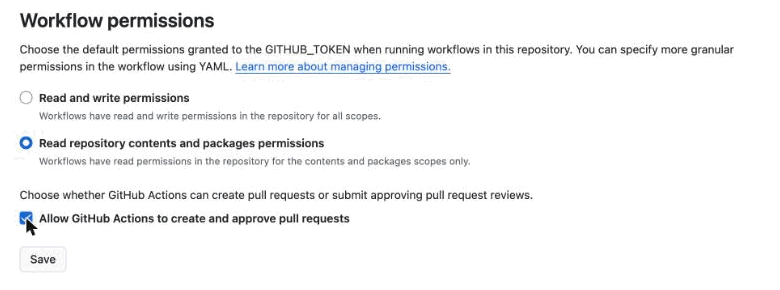 Workflow permissions
Choose the default permissions granted to the GITHUB_TOKEN when running workflows in this repository. You can specify more granular
permissions in the workflow using YAML. Learn more about managing permissions.
Read and write permissions
Workflows have read and write permissions in the repository for all scopes.
Read repository contents and packages permissions
Workflows have read permissions in the repository for the contents and packages scopes only.
Choose whether GitHub Actions can create pull requests or submit approving pull request reviews.
Allow GitHub Actions to create and approve pull requests
Save